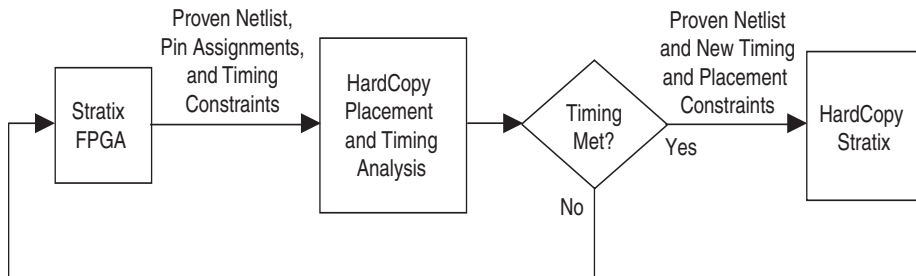 Proven Netlist,
Pin Assignments,
and Timing
Constraints
Proven Netlist
and New Timing
and Placement
Constraints
Stratix
FPGA
HardCopy
Placement
and Timing
Analysis
Timing
Met?
Yes
No
HardCopy
Stratix